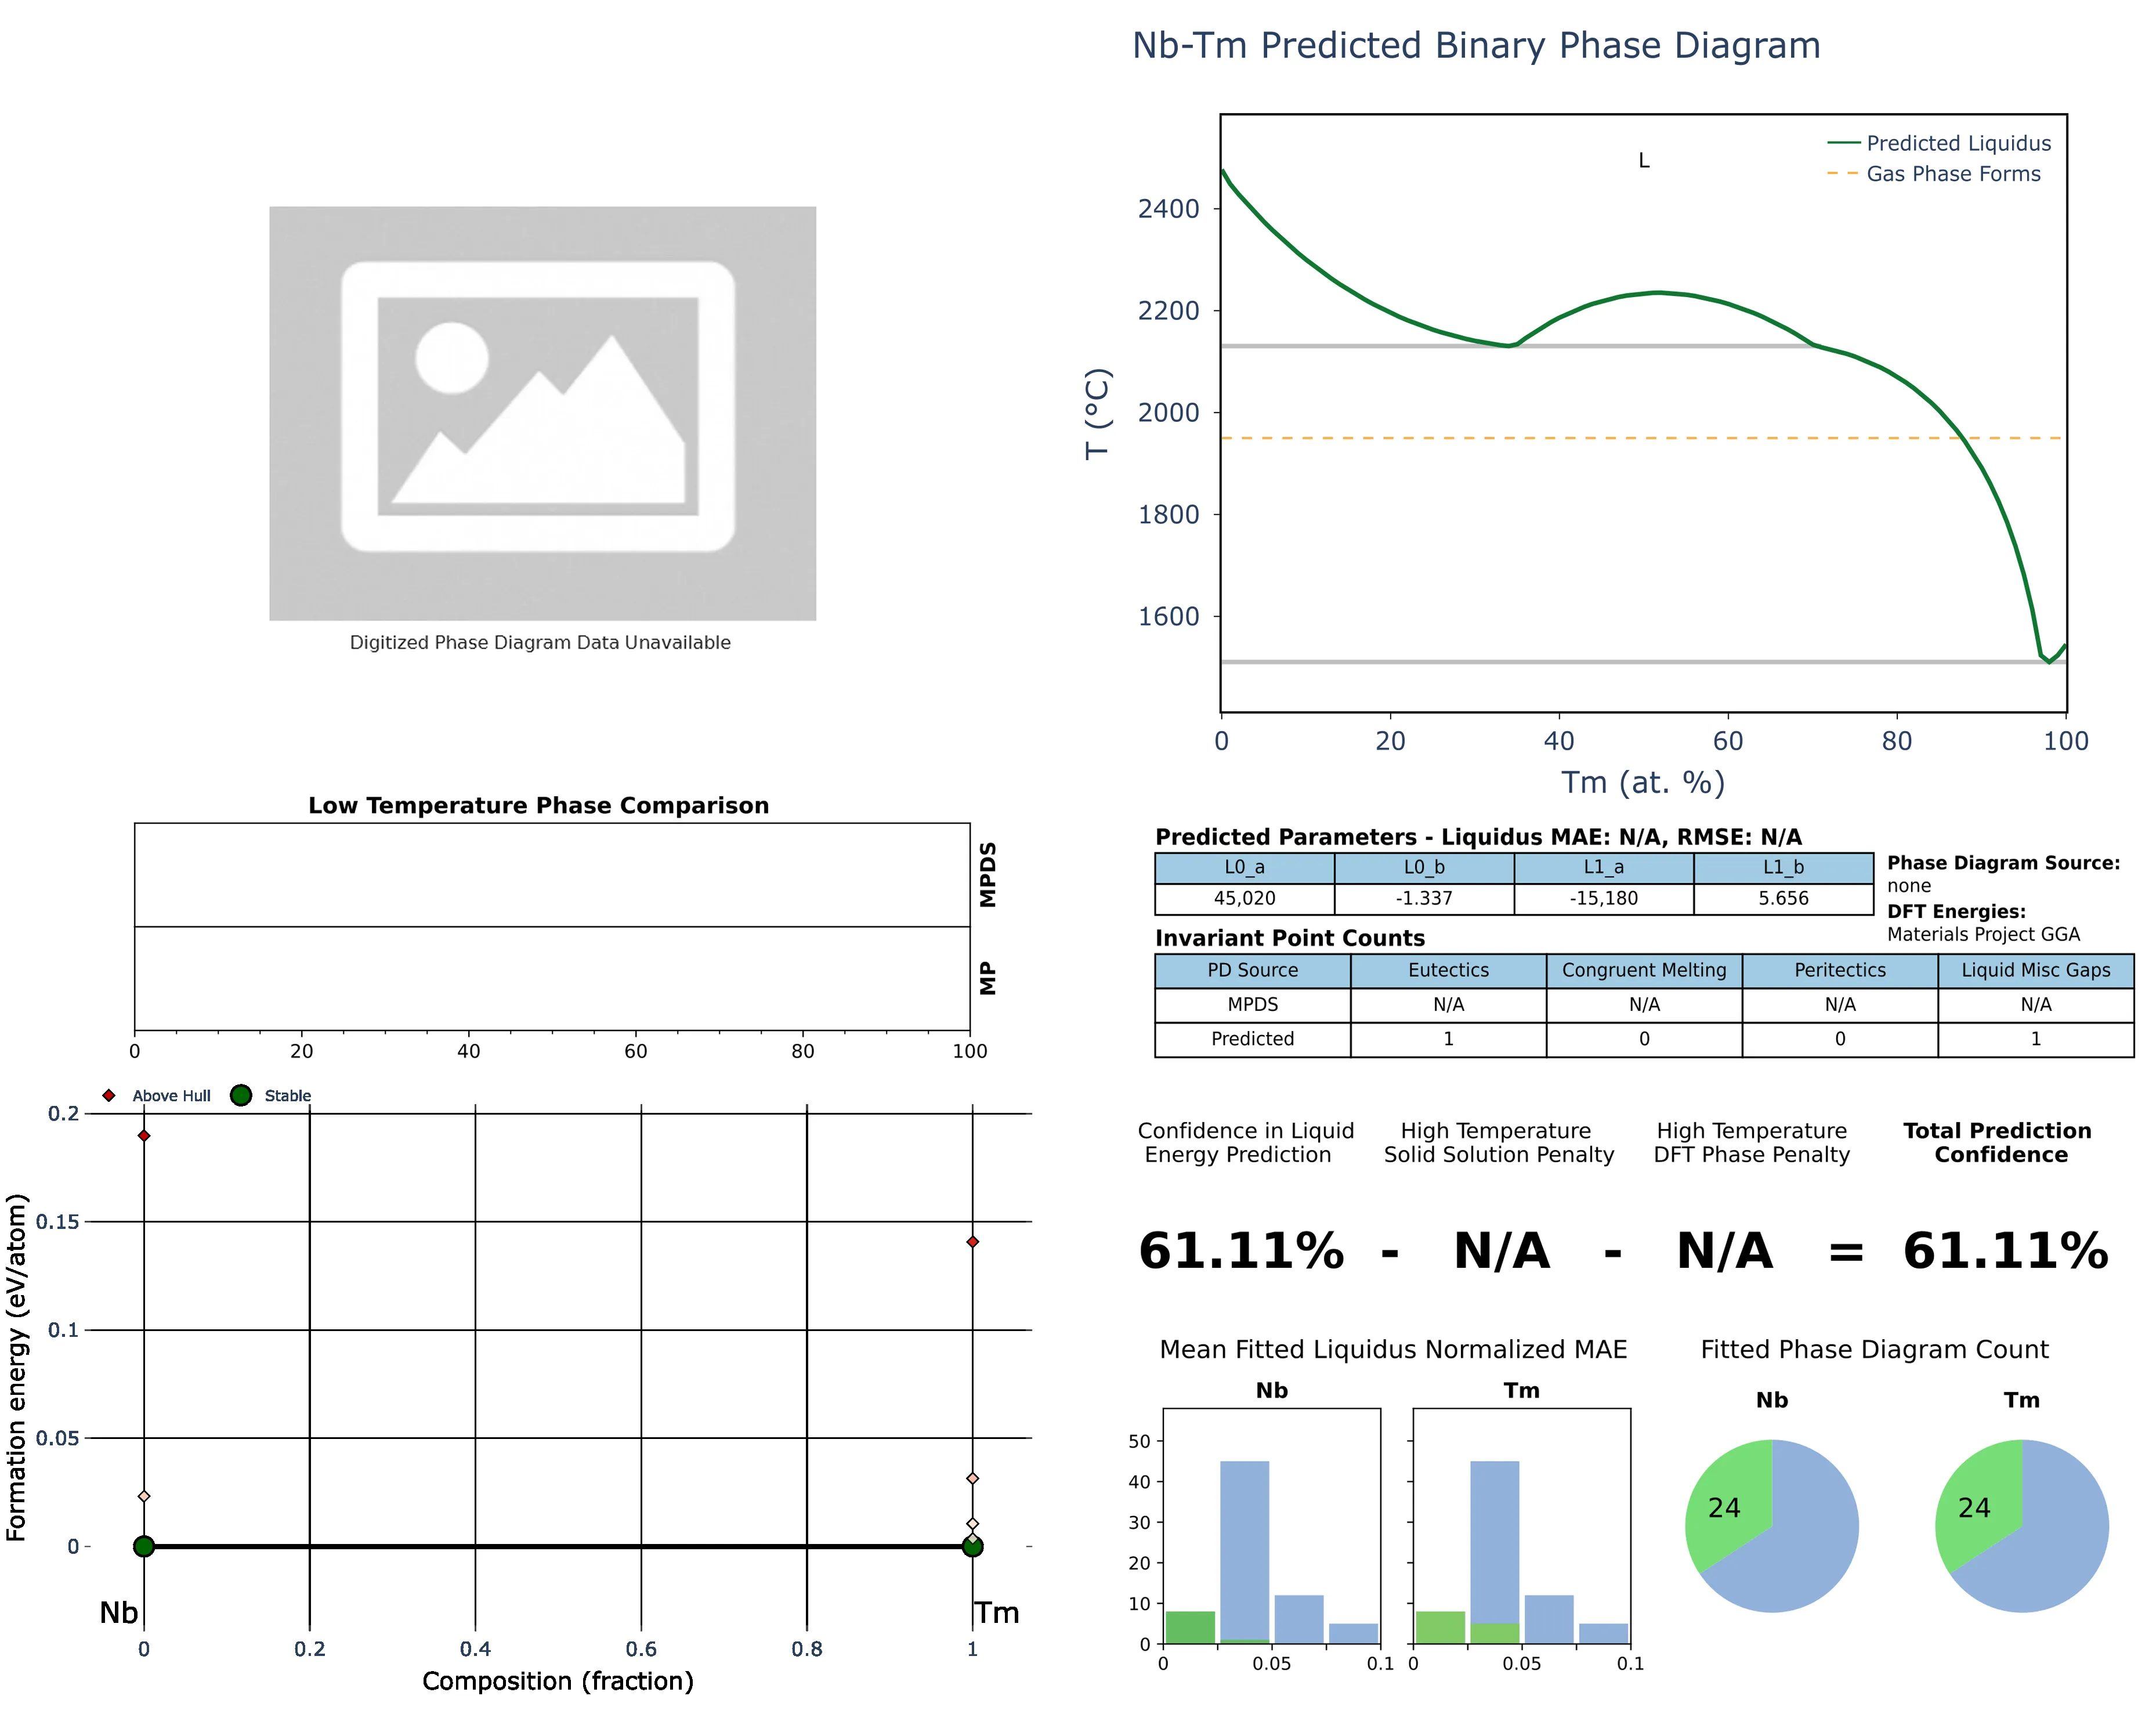 Nb-Tm Predicted Binary Phase Diagram
Digitized Phase Diagram Data Unavailable
L
Predicted Liquidus
Gas Phase Forms
2400
2200
2000
1800
1600
T (°C)
0 20 40 60 80 100
Tm (at. %)
Low Temperature Phase Comparison
MPDS
MP
0 20 40 60 80 100
Predicted Parameters - Liquidus MAE: N/A, RMSE: N/A
L0_a L0_b L1_a L1_b
45,020 -1.337 -15,180 5.656
Phase Diagram Source:
none
DFT Energies:
Materials Project GGA
Invariant Point Counts
PD Source Eutectics Congruent Melting Peritectics Liquid Misc Gaps
MPDS N/A N/A N/A N/A
Predicted 1 0 0 1
Above Hull Stable
0.2
0.15
0.1
0.05
0
Formation energy (eV/atom)
Nb Tm
0 0.2 0.4 0.6 0.8 1
Composition (fraction)
Confidence in Liquid
Energy Prediction
High Temperature
Solid Solution Penalty
High Temperature
DFT Phase Penalty
Total Prediction
Confidence
61.11% - N/A - N/A = 61.11%
Mean Fitted Liquidus Normalized MAE
Nb Tm
50
40
30
20
10
0
0 0.05 0.1 0 0.05 0.1
Fitted Phase Diagram Count
Nb Tm
24 24